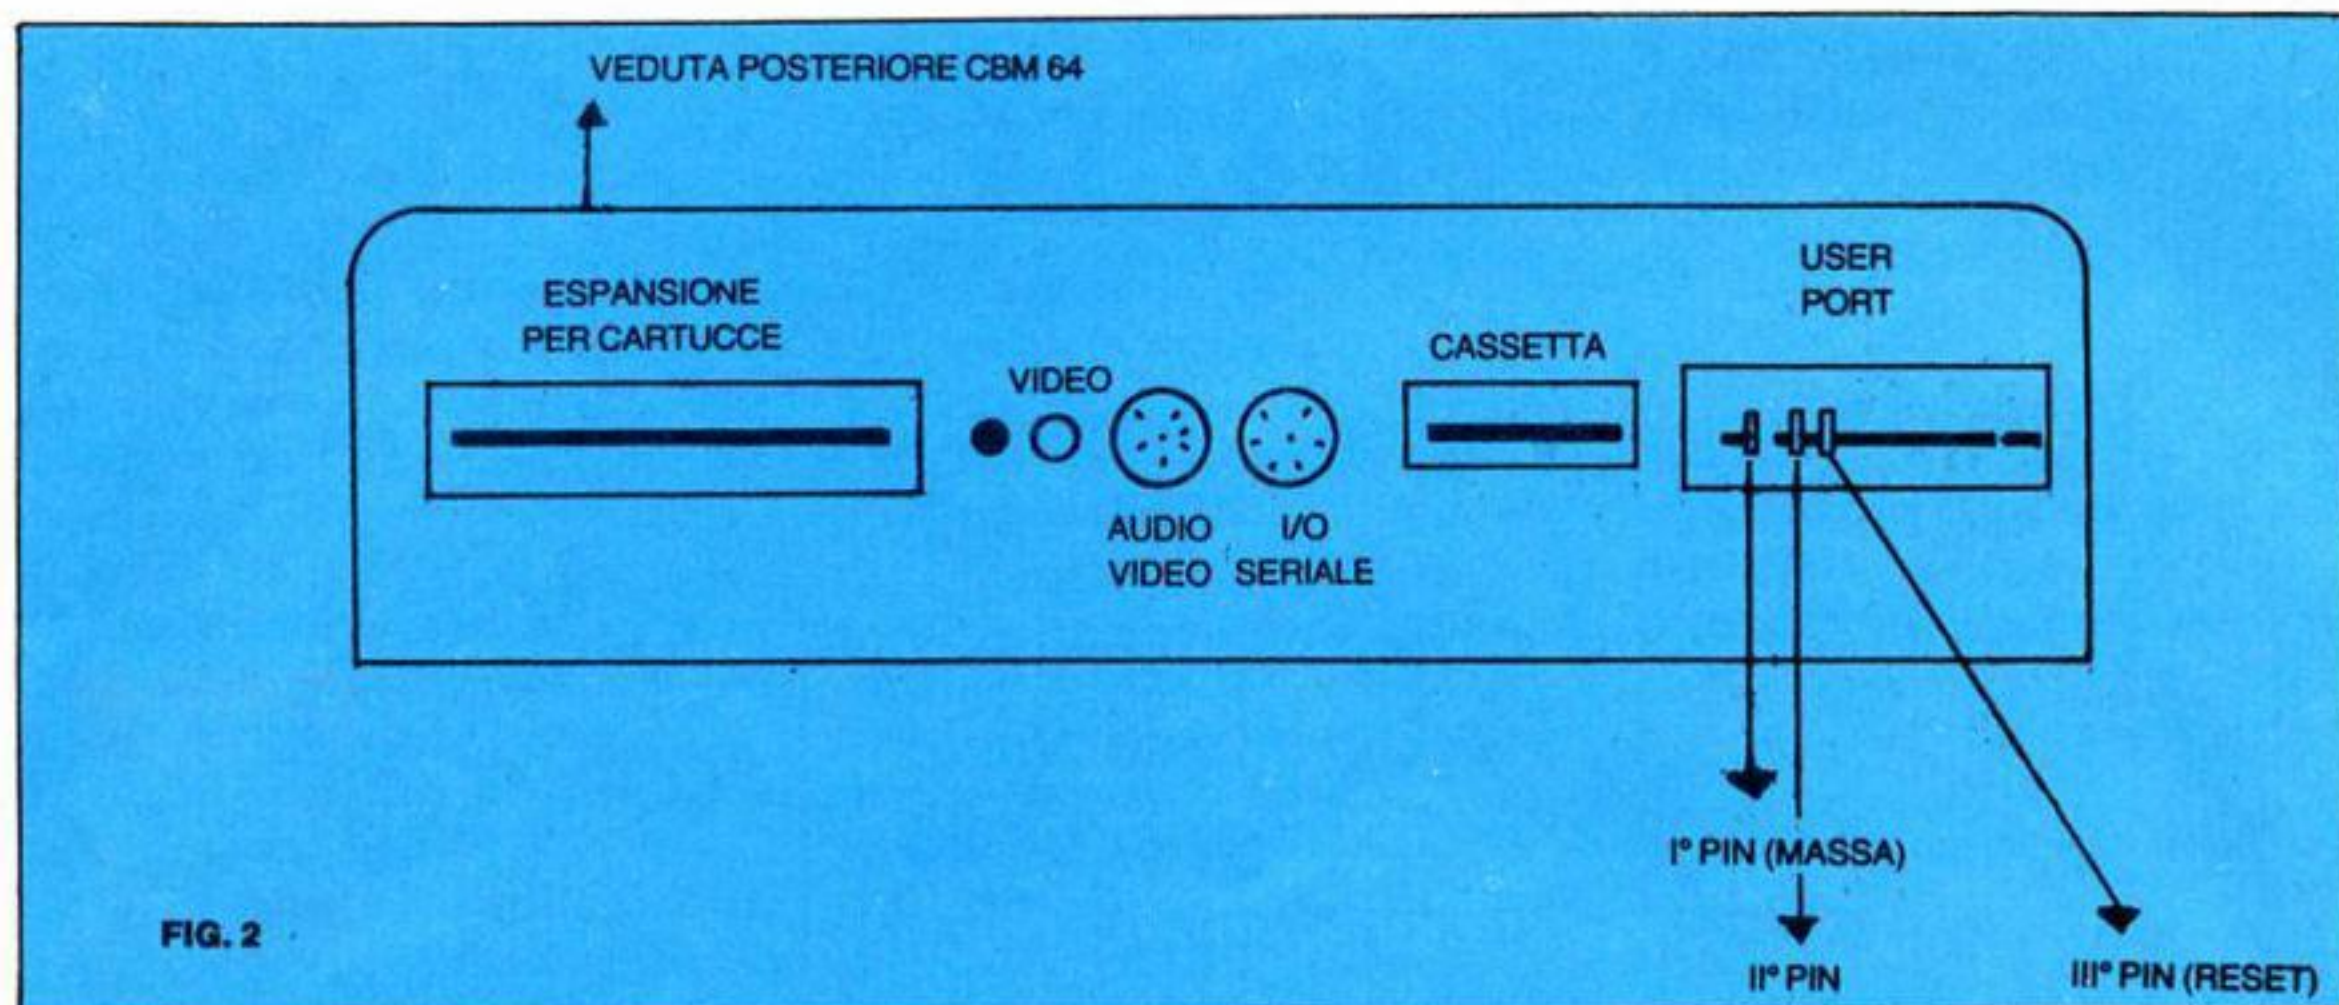 VEDUTA POSTERIORE CBM 64
ESPANSIONE
PER CARTUCCE
VIDEO
AUDIO
VIDEO
I/O
SERIALE
CASSETTA
USER
PORT
I° PIN (MASSA)
II° PIN
III° PIN (RESET)
FIG. 2